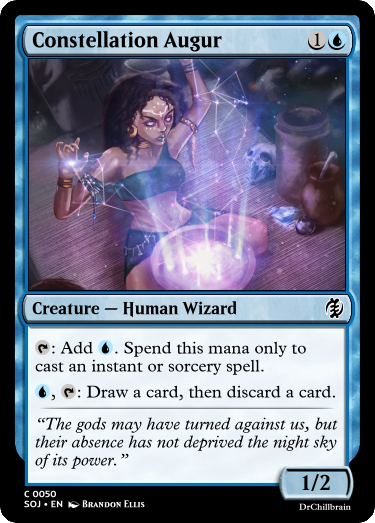 Constellation Augur 1
Creature — Human Wizard
: Add . Spend this mana only to
cast an instant or sorcery spell.
, : Draw a card, then discard a card.
"The gods may have turned against us, but
their absence has not deprived the night sky
of its power."
1/2
C 0050
SOJ • EN BRANDON ELLIS
DrChillbrain